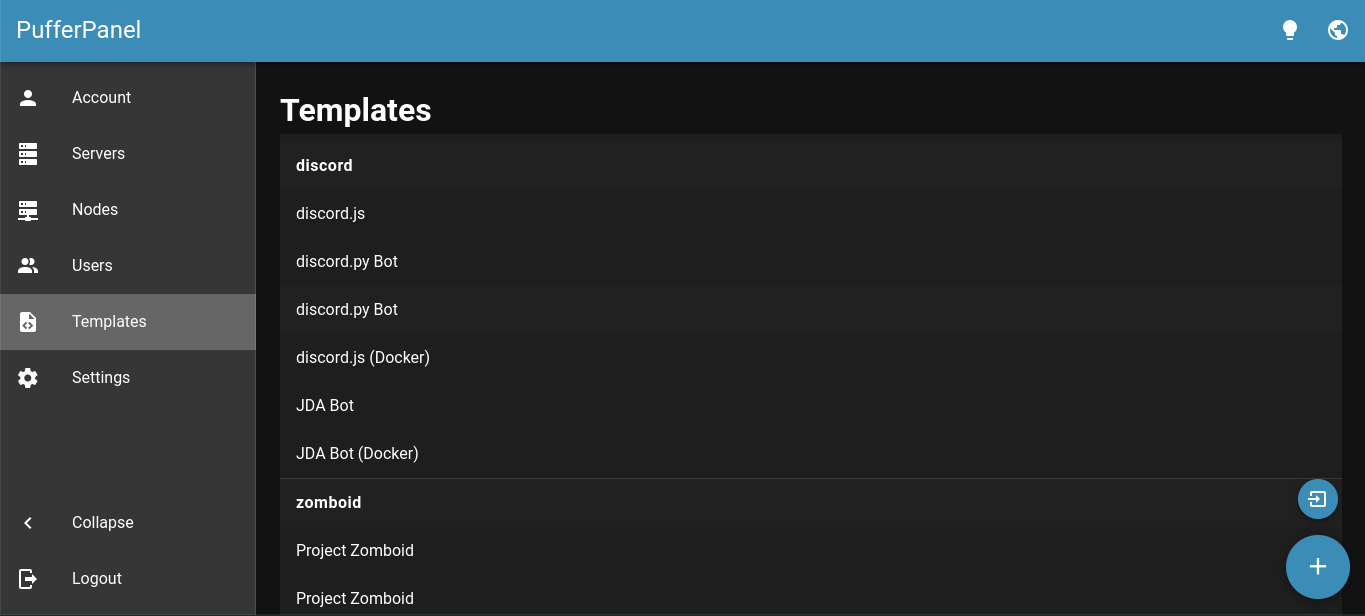 PufferPanel
Account
Servers
Nodes
Users
Templates
Settings
Collapse
Logout
Templates
discord
discord.js
discord.py Bot
discord.py Bot
discord.js (Docker)
JDA Bot
JDA Bot (Docker)
zomboid
Project Zomboid
Project Zomboid